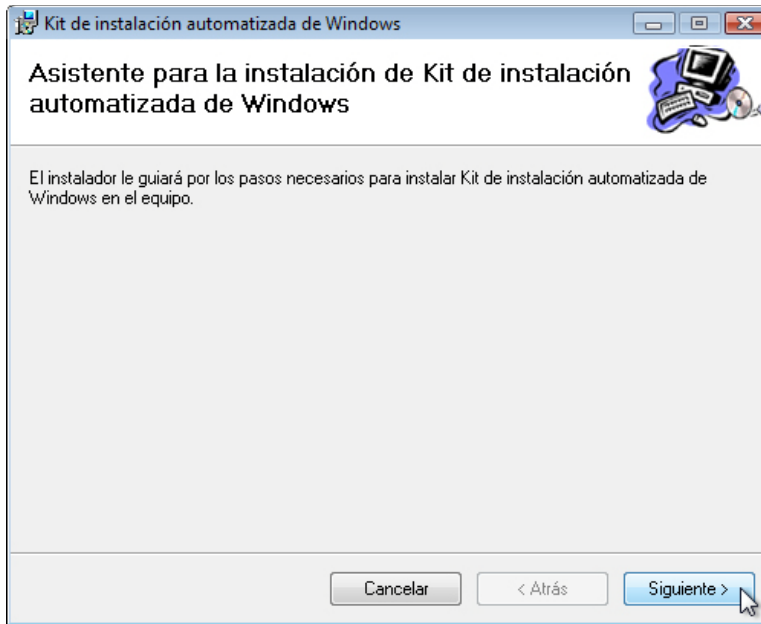 Kit de instalación automatizada de Windows
Asistente para la instalación de Kit de instalación
automatizada de Windows
El instalador le guiará por los pasos necesarios para instalar Kit de instalación automatizada de
Windows en el equipo.
Cancelar
< Atrás
Siguiente >